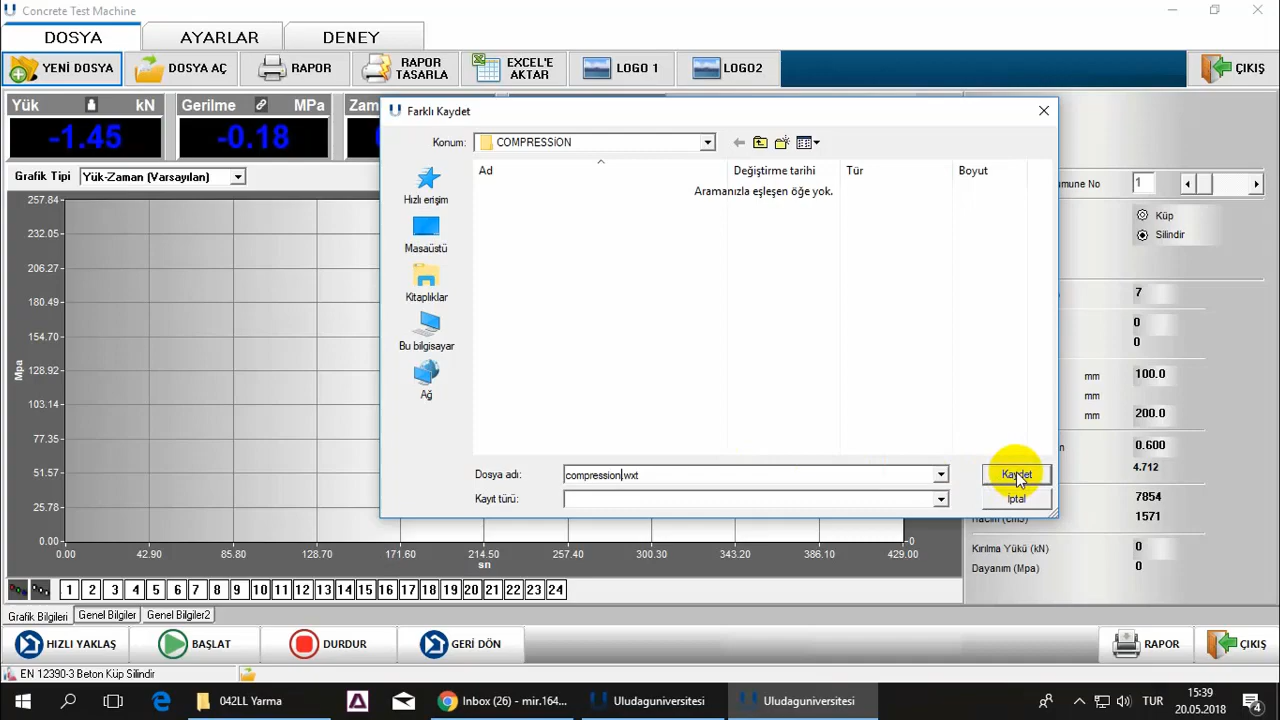 Concrete Test Machine
DOSYA
AYARLAR
DENEY
YENİ DOSYA
DOSYA AÇ
RAPOR
RAPOR TASARLA
EXCEL'E AKTAR
LOGO 1
LOGO2
ÇIKIŞ
Yük kN
Gerilme MPa
Zam
-1.45
-0.18
Grafik Tipi Yük-Zaman (Varsayılan)
Farklı Kaydet
Konum: COMPRESSiON
Ad Değiştirme tarihi Tür Boyut
Aramanızla eşleşen öğe yok.
Hızlı erişim
Masaüstü
Kitaplıklar
Bu bilgisayar
Ağ
Dosya adı: compression.wxt Kaydet
Kayıt türü: İptal
umune No 1
Küp
Silindir
7
0
0
mm 100.0
mm
mm 200.0
0.600
4.712
7854
1571
Kırılma Yükü (kN) 0
Dayanım (Mpa) 0
257.84
232.05
206.27
180.49
154.70
128.92
103.14
77.35
51.57
25.78
0.00
Mpa
0.00 42.90 85.80 128.70 171.60 214.50 257.40 300.30 343.20 386.10 429.00
0
sn
1 2 3 4 5 6 7 8 9 10 11 12 13 14 15 16 17 18 19 20 21 22 23 24
Grafik Bilgileri Genel Bilgiler Genel Bilgiler2
HIZLI YAKLAŞ
BAŞLAT
DURDUR
GERİ DÖN
RAPOR
ÇIKIŞ
EN 12390-3 Beton Küp Silindir
042LL Yarma
Inbox (26) - mir.164...
Uludaguniversitesi
Uludaguniversitesi
TUR
15:39
20.05.2018
4